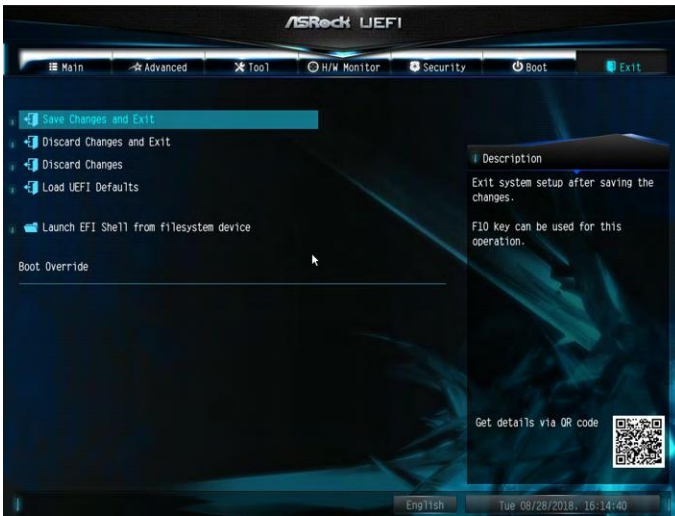 ASRock UEFI
Main Advanced Tool H/W Monitor Security Boot Exit
Save Changes and Exit
Discard Changes and Exit
Discard Changes
Load UEFI Defaults
Launch EFI Shell from filesystem device
Boot Override
Description
Exit system setup after saving the
changes.
F10 key can be used for this
operation.
Get details via QR code
English Tue 08/28/2018. 16:14:40